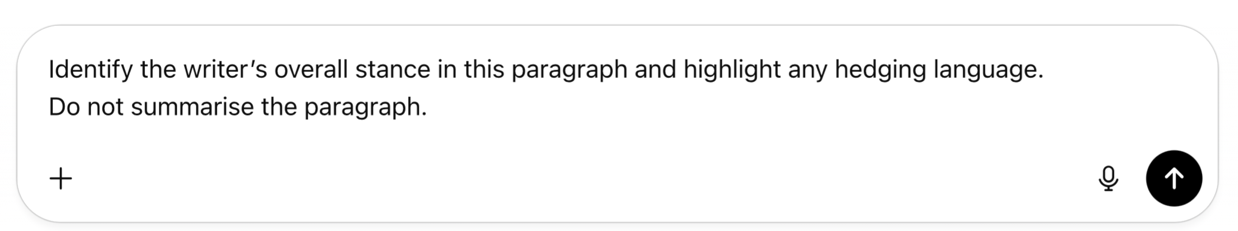 Identify the writer’s overall stance in this paragraph and highlight any hedging language.
Do not summarise the paragraph.